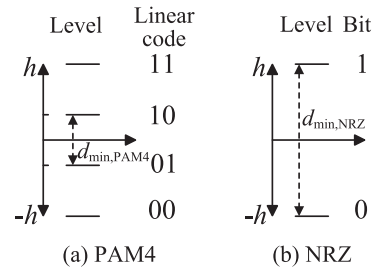 Level Linear code
h 11
10
d_min,PAM4
01
-h 00
(a) PAM4
Level Bit
h 1
d_min,NRZ
-h 0
(b) NRZ